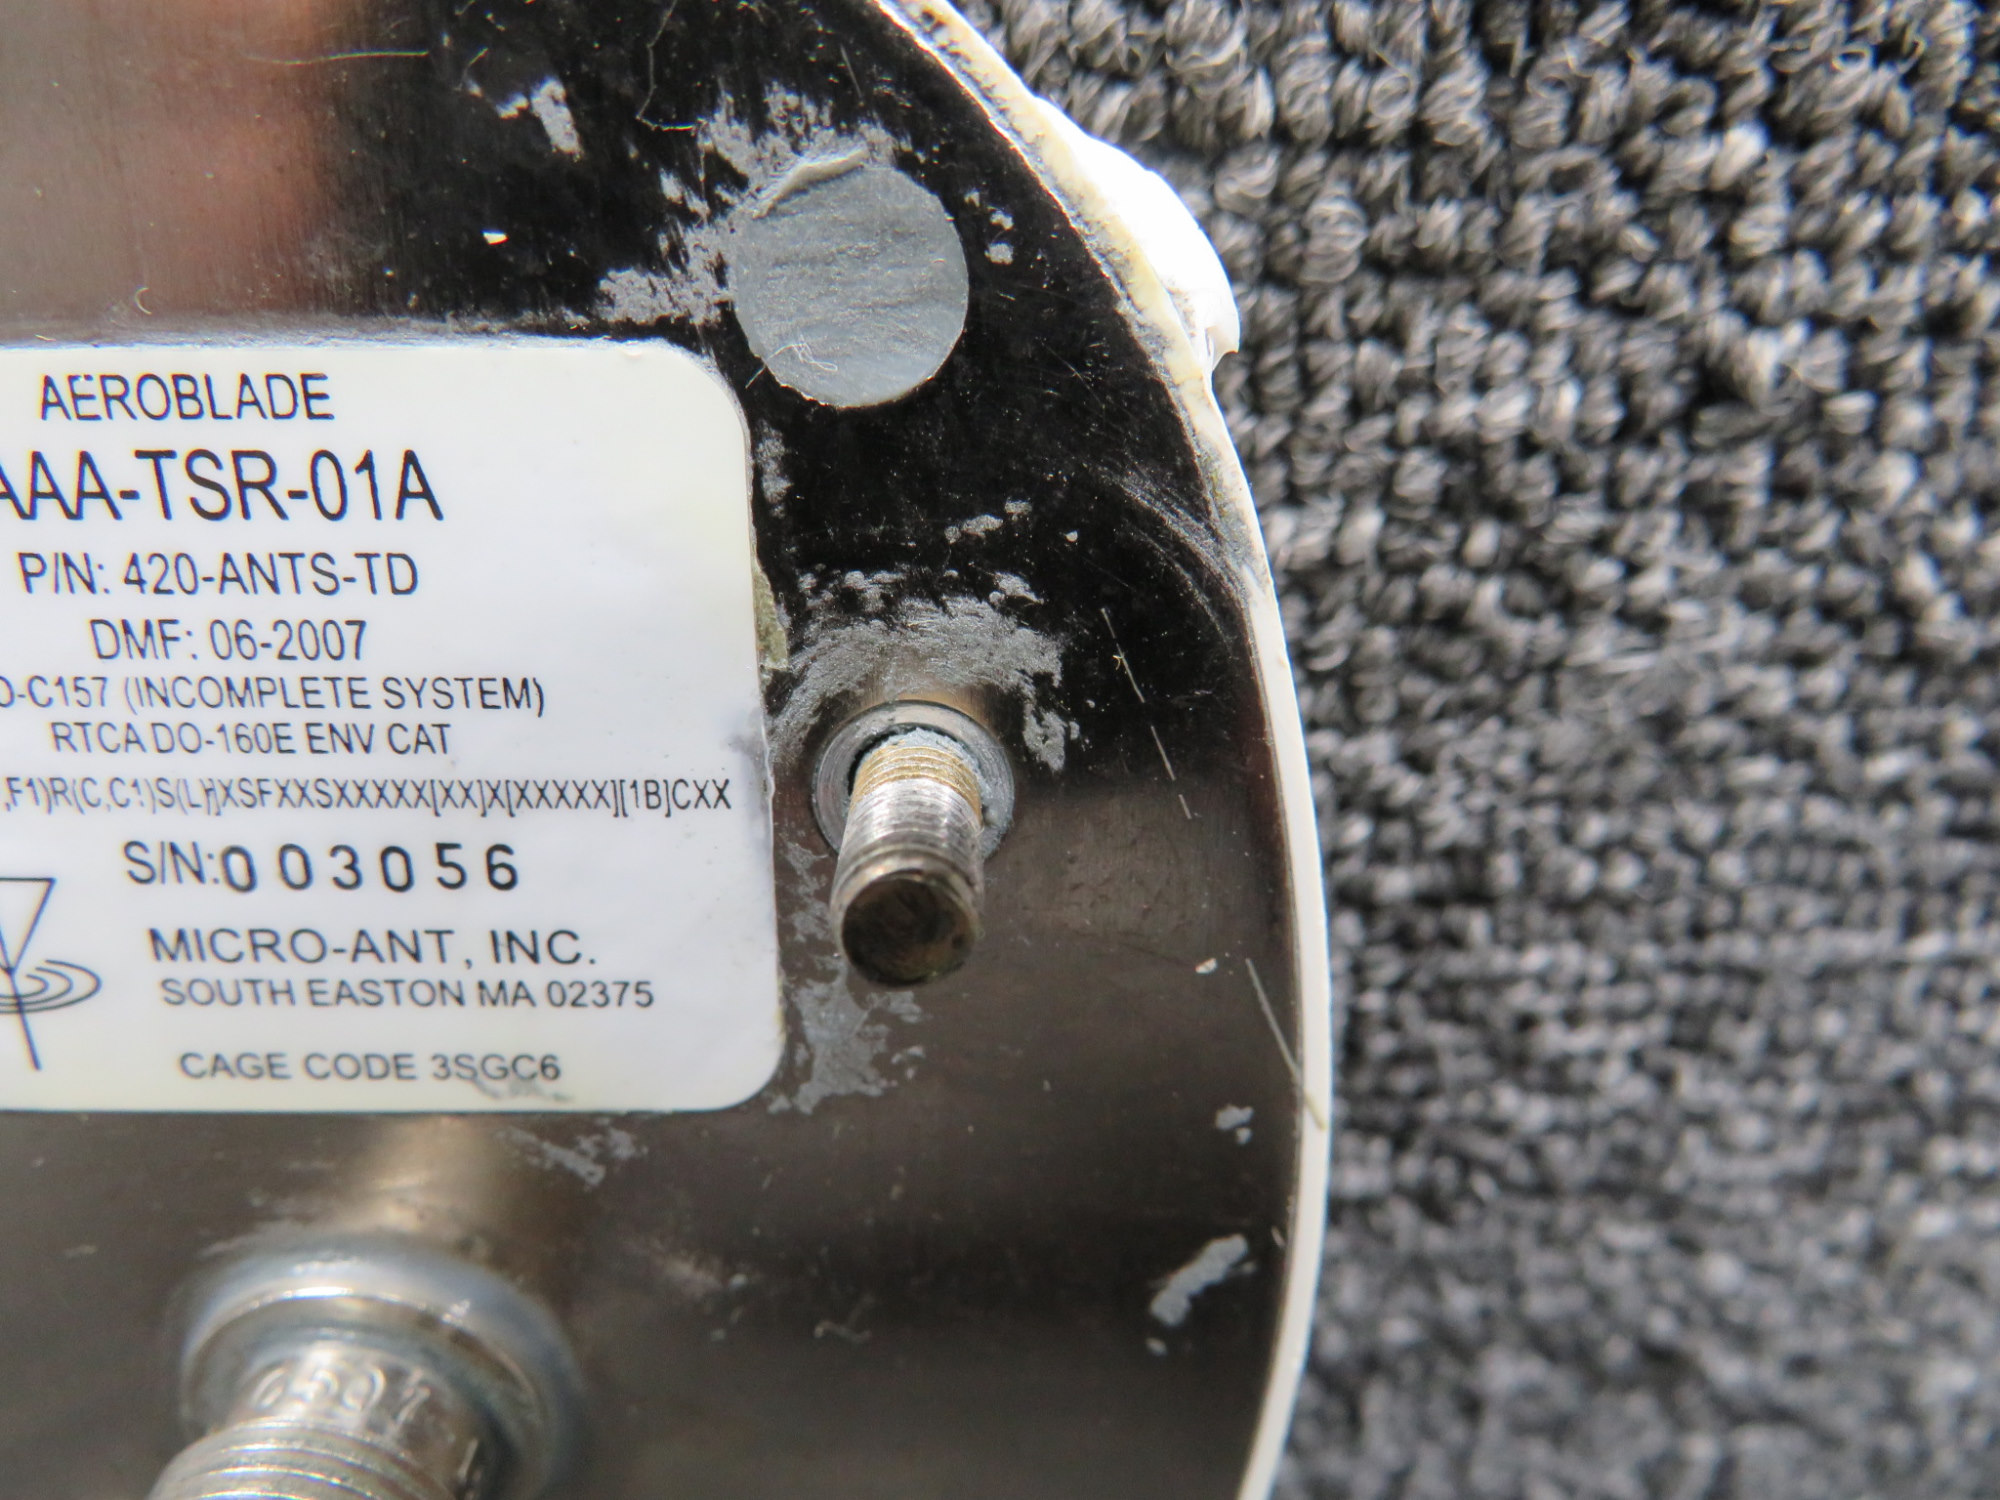 AEROBLADE
AAA-TSR-01A
P/N: 420-ANTS-TD
DMF: 06-2007
O-C157 (INCOMPLETE SYSTEM)
RTCA DO-160E ENV CAT
,F1)R(C,C1)S(L)]XSFXXSXXXXX[XX]X[XXXXX][1B]CXX
S/N:003056
MICRO-ANT, INC.
SOUTH EASTON MA 02375
CAGE CODE 3SGC6